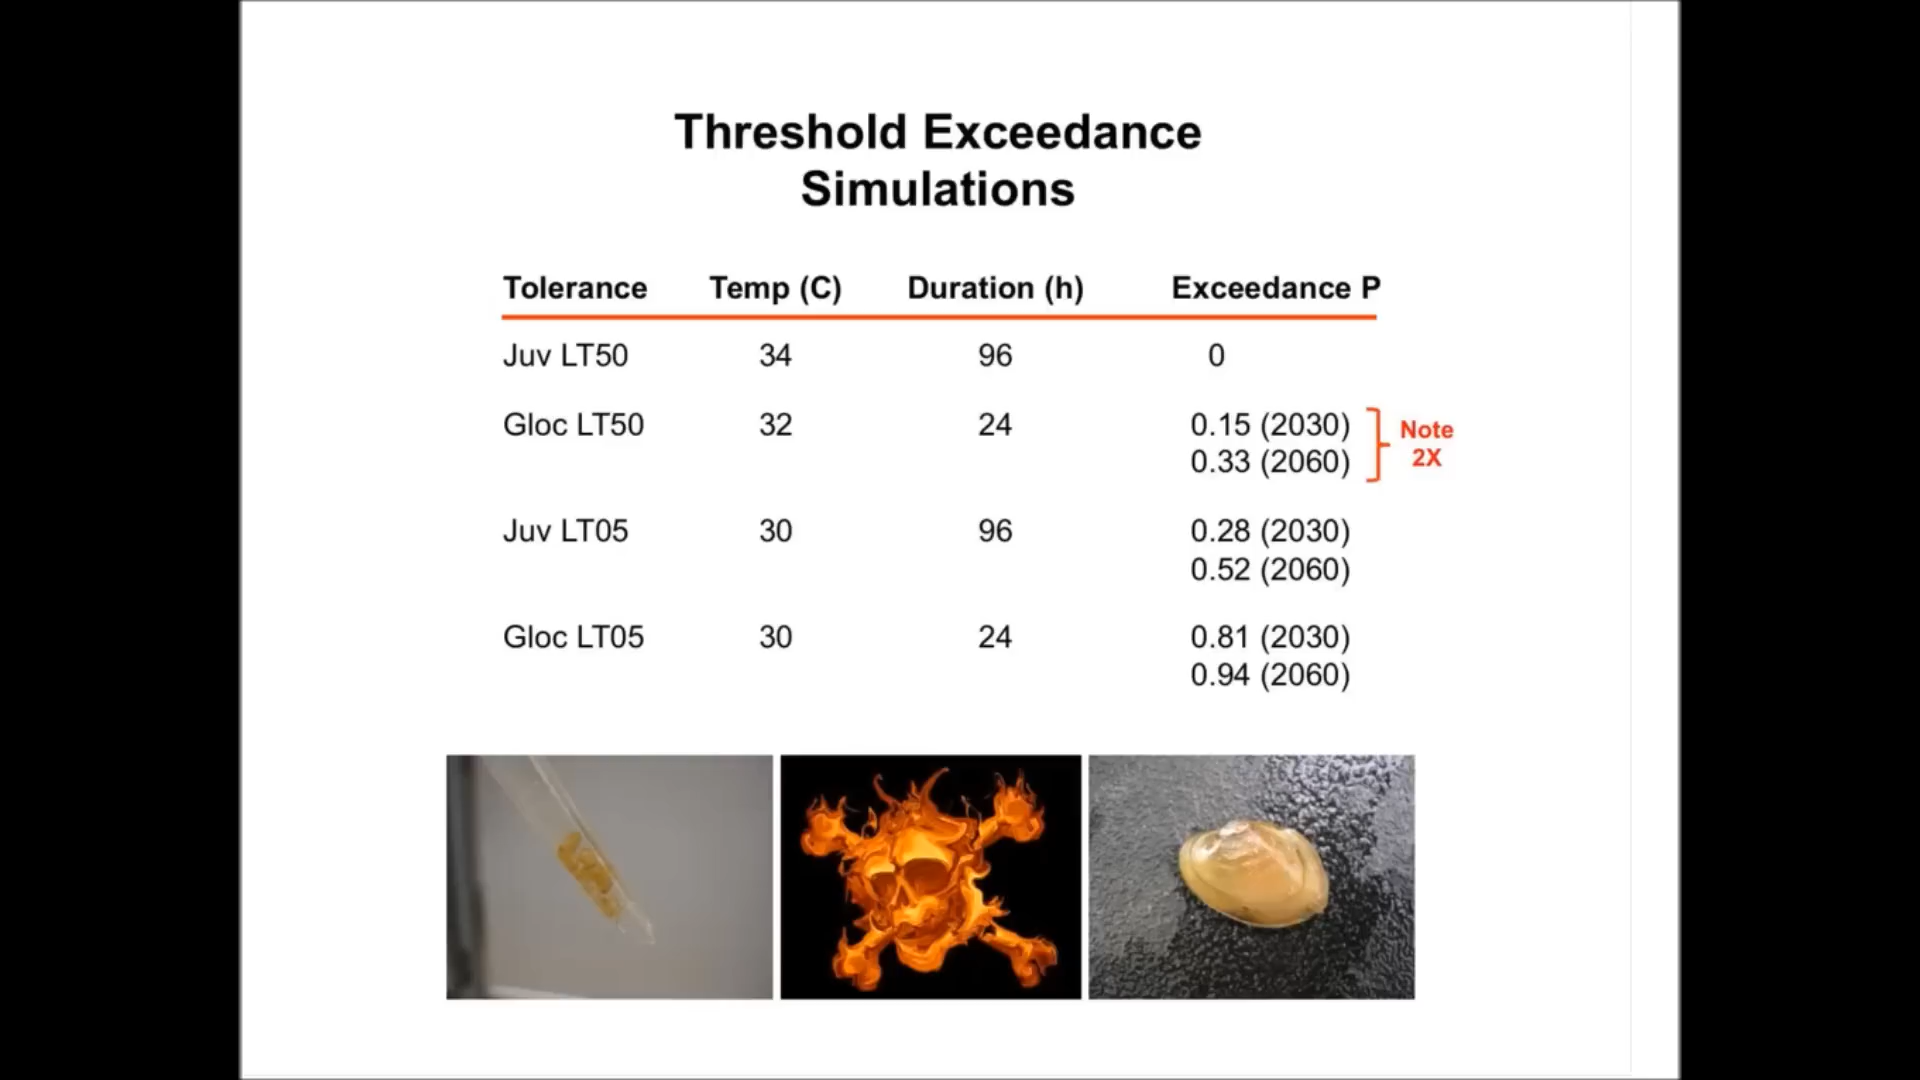 Threshold Exceedance
Simulations
Tolerance Temp (C) Duration (h) Exceedance P
Juv LT50 34 96 0
Gloc LT50 32 24 0.15 (2030)
0.33 (2060)
Note
2X
Juv LT05 30 96 0.28 (2030)
0.52 (2060)
Gloc LT05 30 24 0.81 (2030)
0.94 (2060)